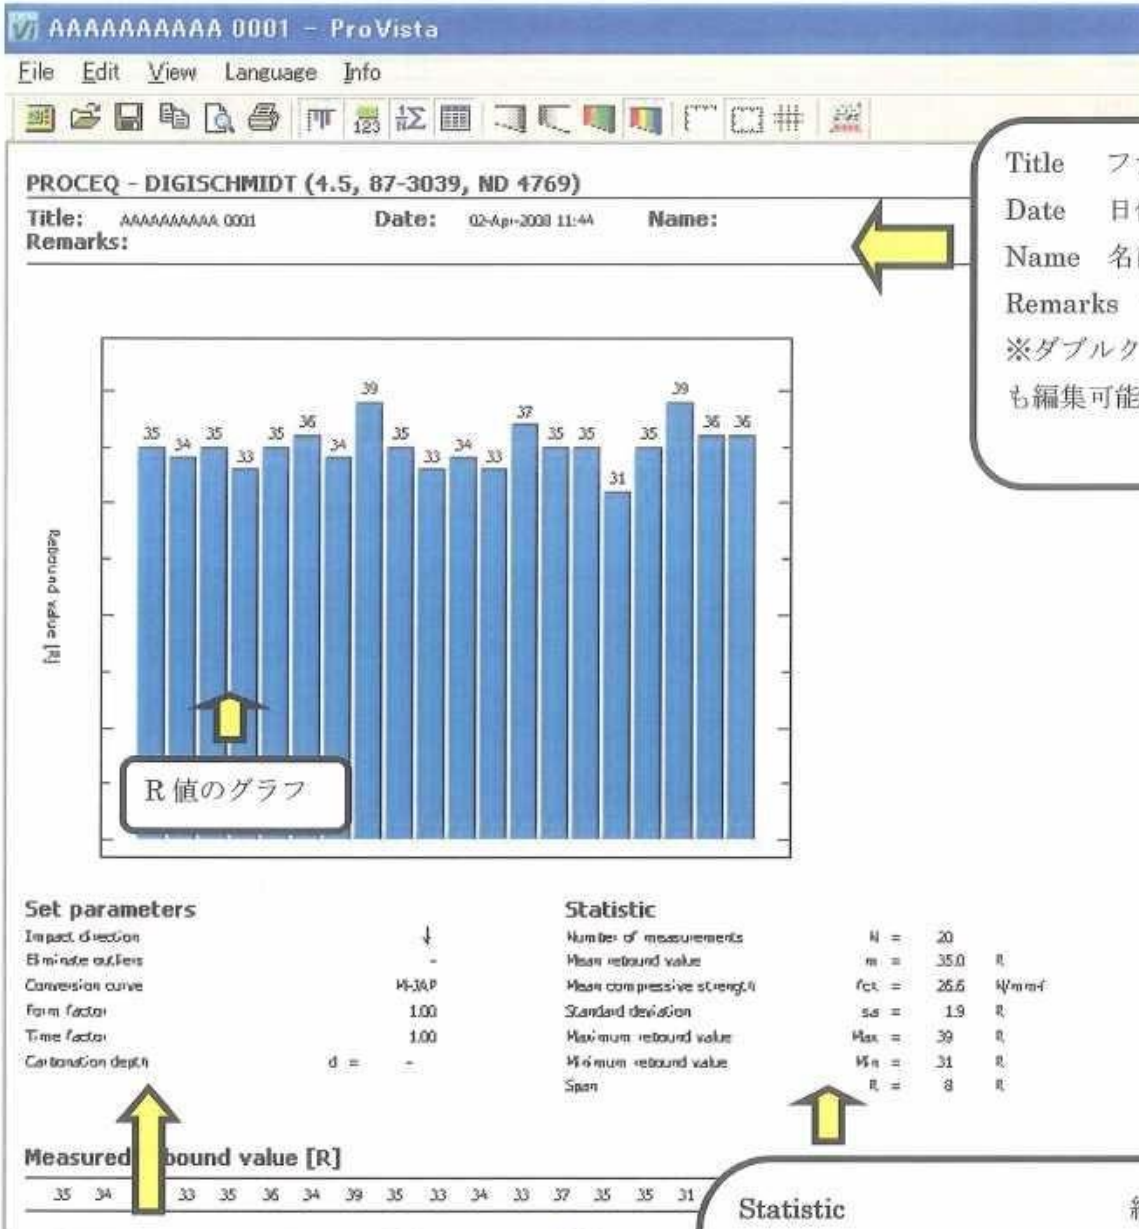 AAAAAAAAAA 0001 - ProVista
File Edit View Language Info
PROCEQ - DIGISCHMIDT (4.5, 87-3039, ND 4769)
Title: AAAAAAAAAA 0001 Date: 02-Apr-2008 11:44 Name:
Remarks:
Title
Date
Name
Remarks
※ダブルク
も編集可能
35 34 35 33 35 36 34 39 35 33 34 33 37 35 35 31 35 39 36 36
Rebound value [R]
R 値のグラフ
Set parameters
Impact direction ↓
Eliminate outliers -
Conversion curve
Form factor 1.00
Time factor 1.00
Carbonation depth d = -
Statistic
Number of measurements N = 20
Mean rebound value m = 35.0 R
Mean compressive strength fck = 26.6
Standard deviation = 1.9 R
Maximum rebound value Max = 39 R
Minimum rebound value Min = 31 R
Span R = 8 R
Measured bound value [R]
35 34 33 35 36 34 39 35 33 34 33 37 35 35 31
Statistic